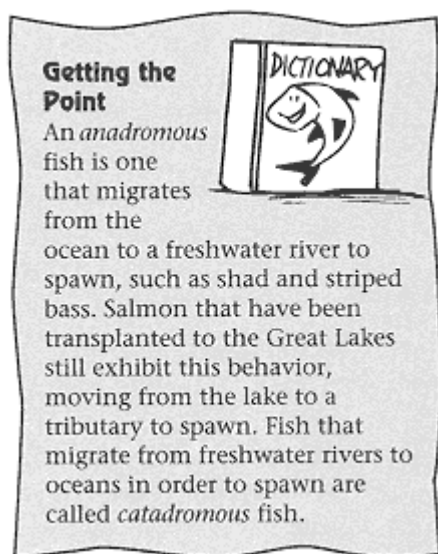 Getting the
Point
DICTIONARY
An anadromous
fish is one
that migrates
from the
ocean to a freshwater river to
spawn, such as shad and striped
bass. Salmon that have been
transplanted to the Great Lakes
still exhibit this behavior,
moving from the lake to a
tributary to spawn. Fish that
migrate from freshwater rivers to
oceans in order to spawn are
called catadromous fish.